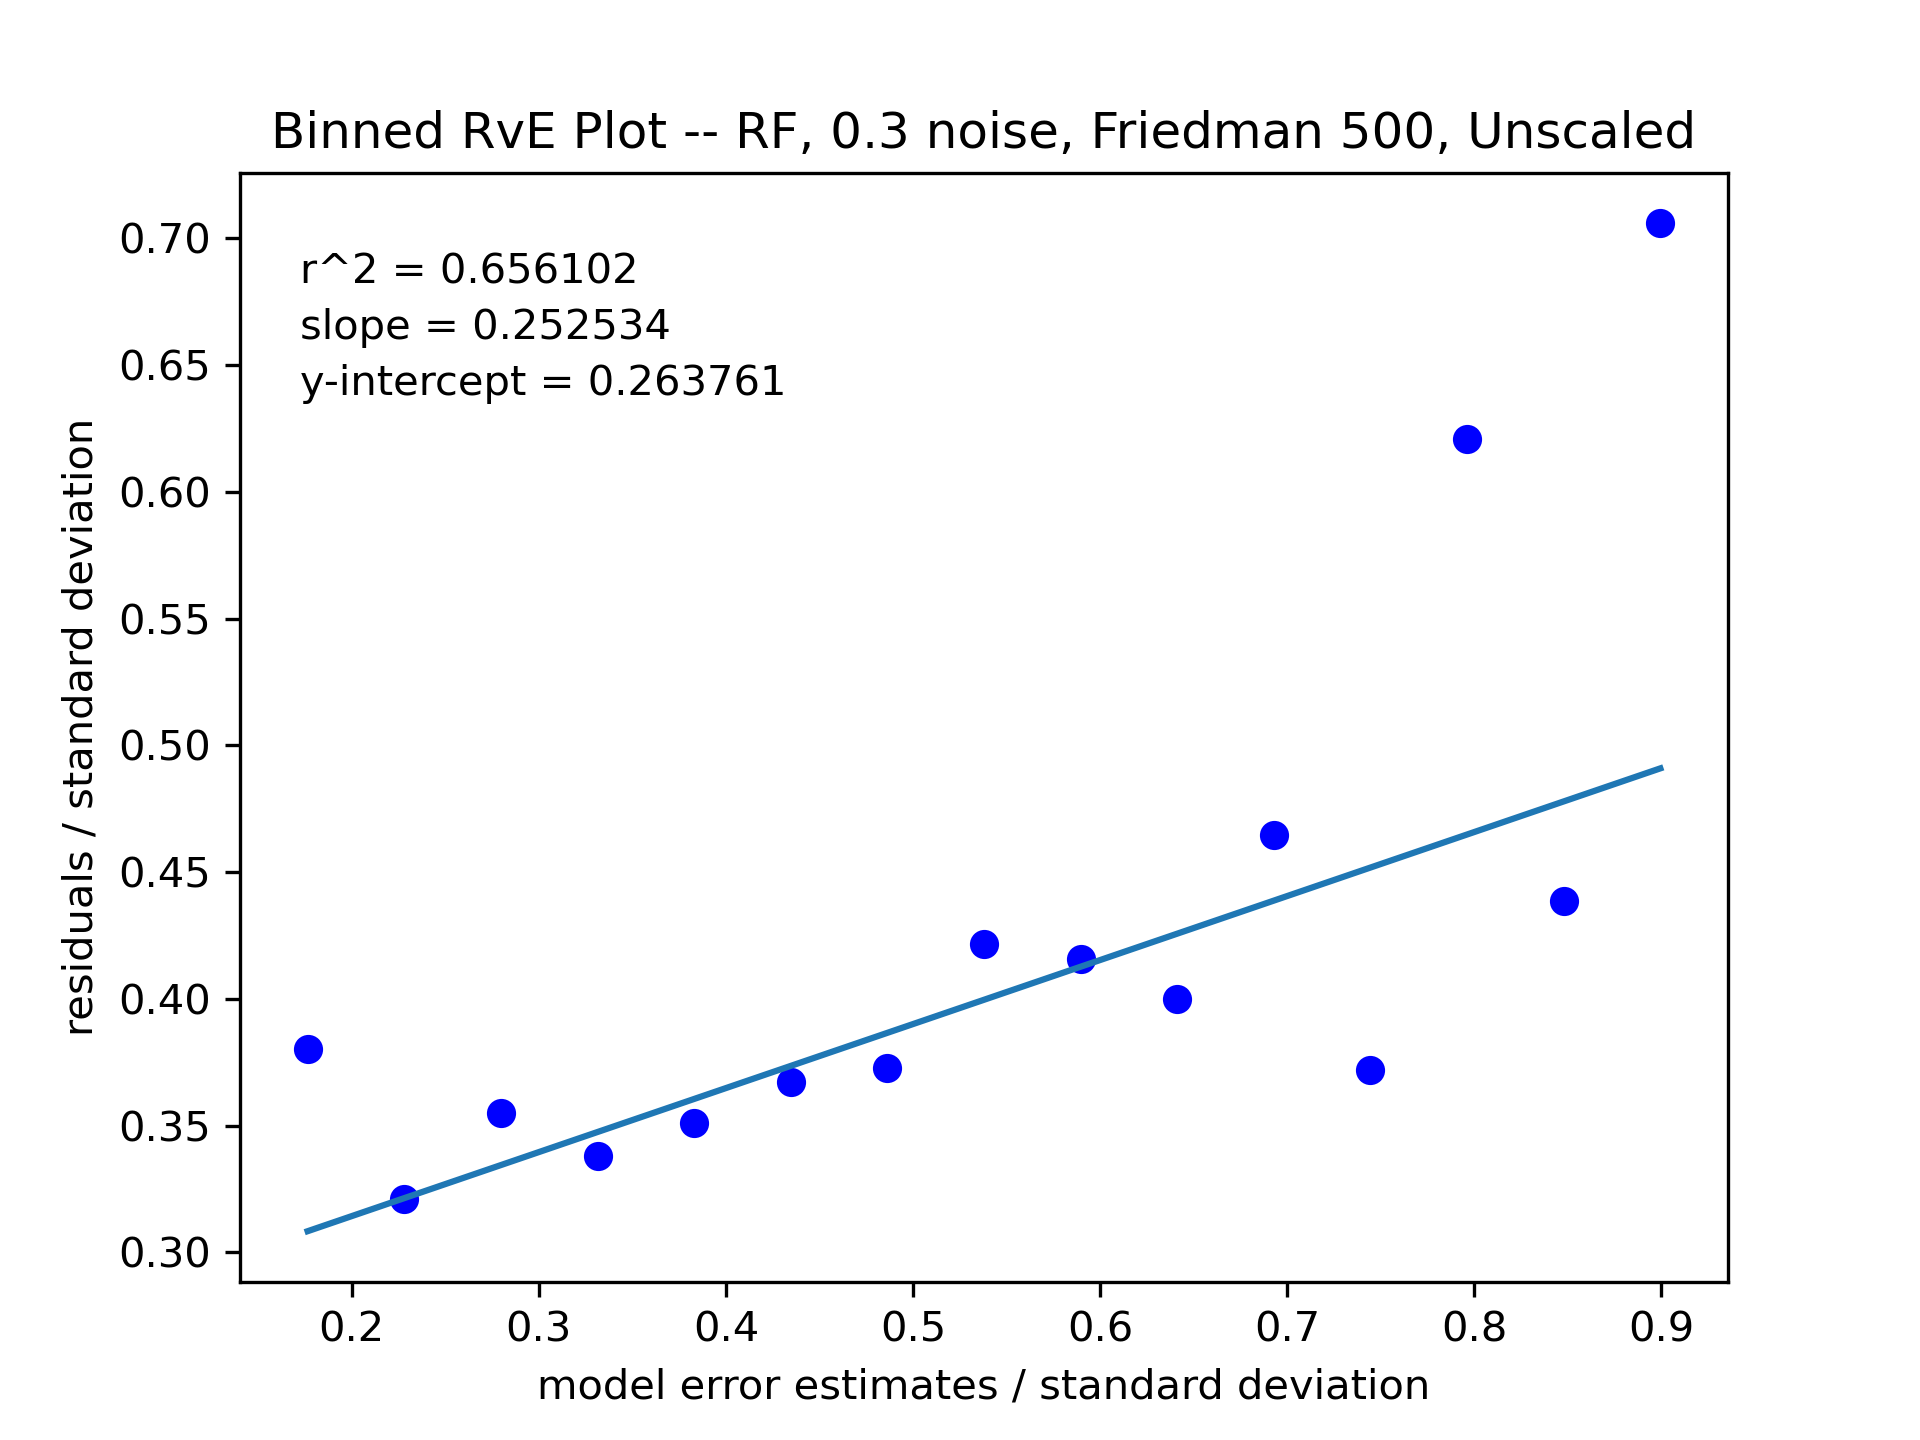 Binned RvE Plot -- RF, 0.3 noise, Friedman 500, Unscaled
r^2 = 0.656102
slope = 0.252534
y-intercept = 0.263761
residuals / standard deviation
0.70
0.65
0.60
0.55
0.50
0.45
0.40
0.35
0.30
0.2 0.3 0.4 0.5 0.6 0.7 0.8 0.9
model error estimates / standard deviation